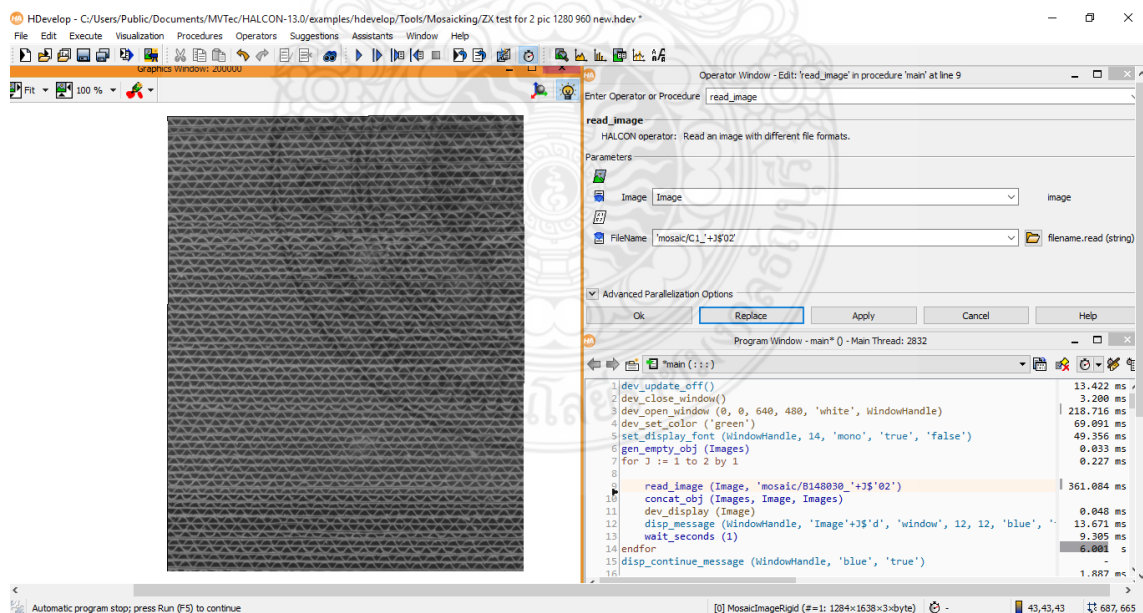 HDevelop - C:/Users/Public/Documents/MVTec/HALCON-13.0/examples/hdevelop/Tools/Mosaicking/ZX test for 2 pic 1280 960 new.hdev *
File Edit Execute Visualization Procedures Operators Suggestions Assistants Window Help
Graphics Window: 200000
Fit 100 %
Operator Window - Edit: 'read_image' in procedure 'main' at line 9
Enter Operator or Procedure read_image
read_image
HALCON operator: Read an image with different file formats.
Parameters
Image Image image
FileName 'mosaic/C1_'+J$'02' filename.read (string)
Advanced Parallelization Options
Ok Replace Apply Cancel Help
Program Window - main* () - Main Thread: 2832
*main (:::)
1 dev_update_off() 13.422 ms
2 dev_close_window() 3.200 ms
3 dev_open_window (0, 0, 640, 480, 'white', WindowHandle) 218.716 ms
4 dev_set_color ('green') 69.091 ms
5 set_display_font (WindowHandle, 14, 'mono', 'true', 'false') 49.356 ms
6 gen_empty_obj (Images) 0.033 ms
7 for J := 1 to 2 by 1 0.227 ms
8
9 read_image (Image, 'mosaic/B148030_'+J$'02') 361.084 ms
10 concat_obj (Images, Image, Images)
11 dev_display (Image) 0.048 ms
12 disp_message (WindowHandle, 'Image'+J$'d', 'window', 12, 12, 'blue', ' 13.671 ms
13 wait_seconds (1) 9.305 ms
14 endfor 6.001 s
15 disp_continue_message (WindowHandle, 'blue', 'true') -
16 1.887 ms
Automatic program stop; press Run (F5) to continue
[0] MosaicImageRigid (#=1: 1284×1638×3×byte) - 43,43,43 687, 665